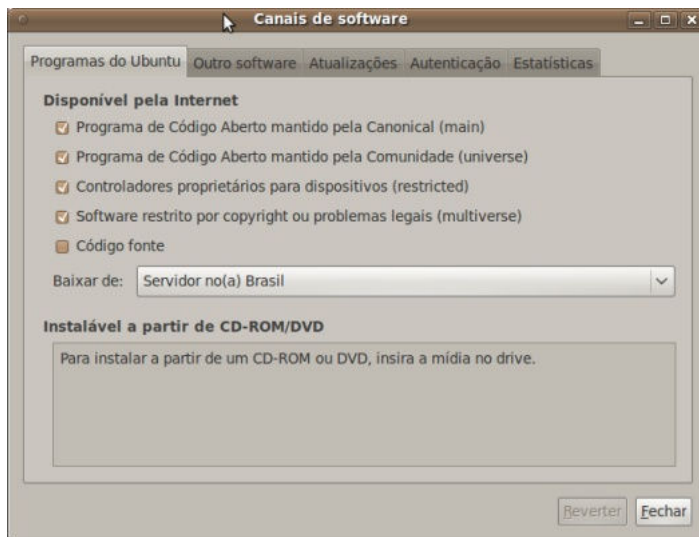 Canais de software
Programas do Ubuntu
Outro software
Atualizações
Autenticação
Estatísticas
Disponível pela Internet
Programa de Código Aberto mantido pela Canonical (main)
Programa de Código Aberto mantido pela Comunidade (universe)
Controladores proprietários para dispositivos (restricted)
Software restrito por copyright ou problemas legais (multiverse)
Código fonte
Baixar de: Servidor no(a) Brasil
Instalável a partir de CD-ROM/DVD
Para instalar a partir de um CD-ROM ou DVD, insira a mídia no drive.
Reverter
Fechar